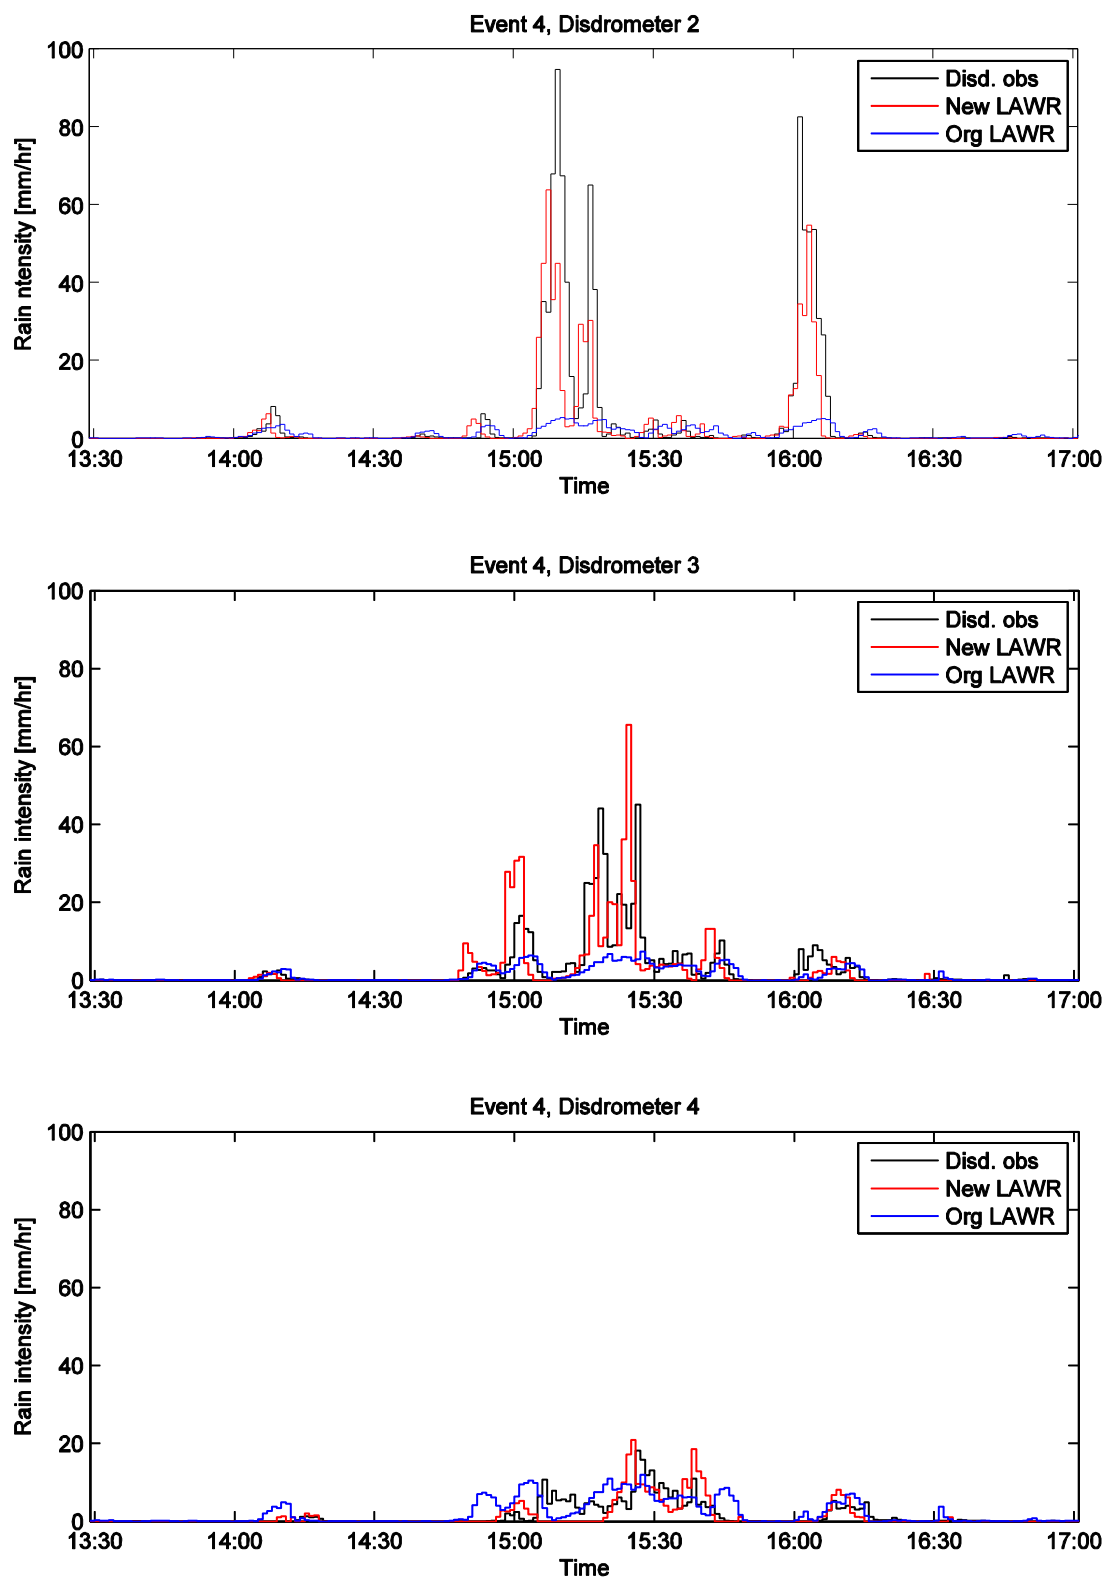 Event 4, Disdrometer 2
100
80
60
40
20
0
Rain ntensity [mm/hr]
Disd. obs
New LAWR
Org LAWR
13:30 14:00 14:30 15:00 15:30 16:00 16:30 17:00
Time
Event 4, Disdrometer 3
100
80
60
40
20
0
Rain intensity [mm/hr]
Disd. obs
New LAWR
Org LAWR
13:30 14:00 14:30 15:00 15:30 16:00 16:30 17:00
Time
Event 4, Disdrometer 4
100
80
60
40
20
0
Rain intensity [mm/hr]
Disd. obs
New LAWR
Org LAWR
13:30 14:00 14:30 15:00 15:30 16:00 16:30 17:00
Time